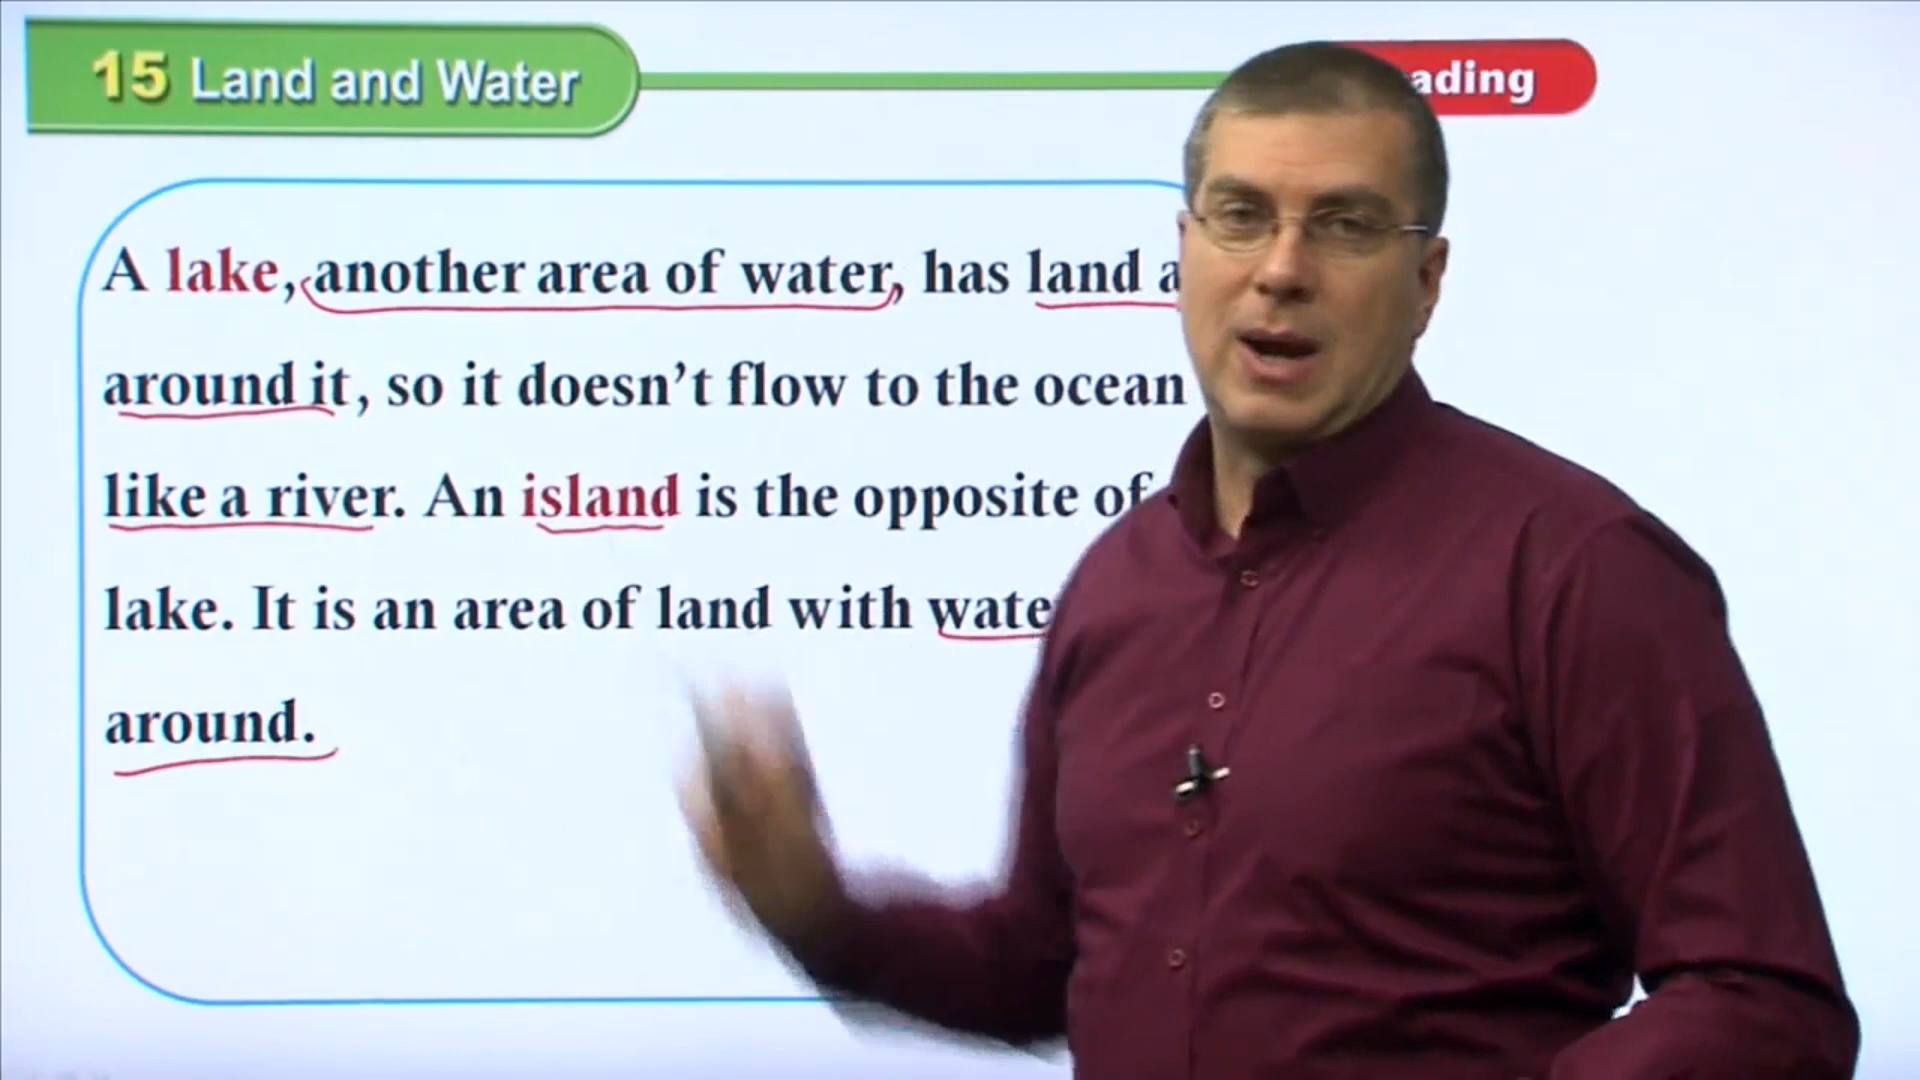 15 Land and Water
ading
A lake, another area of water, has land a
around it, so it doesn't flow to the ocean
like a river. An island is the opposite of
lake. It is an area of land with wate
around.